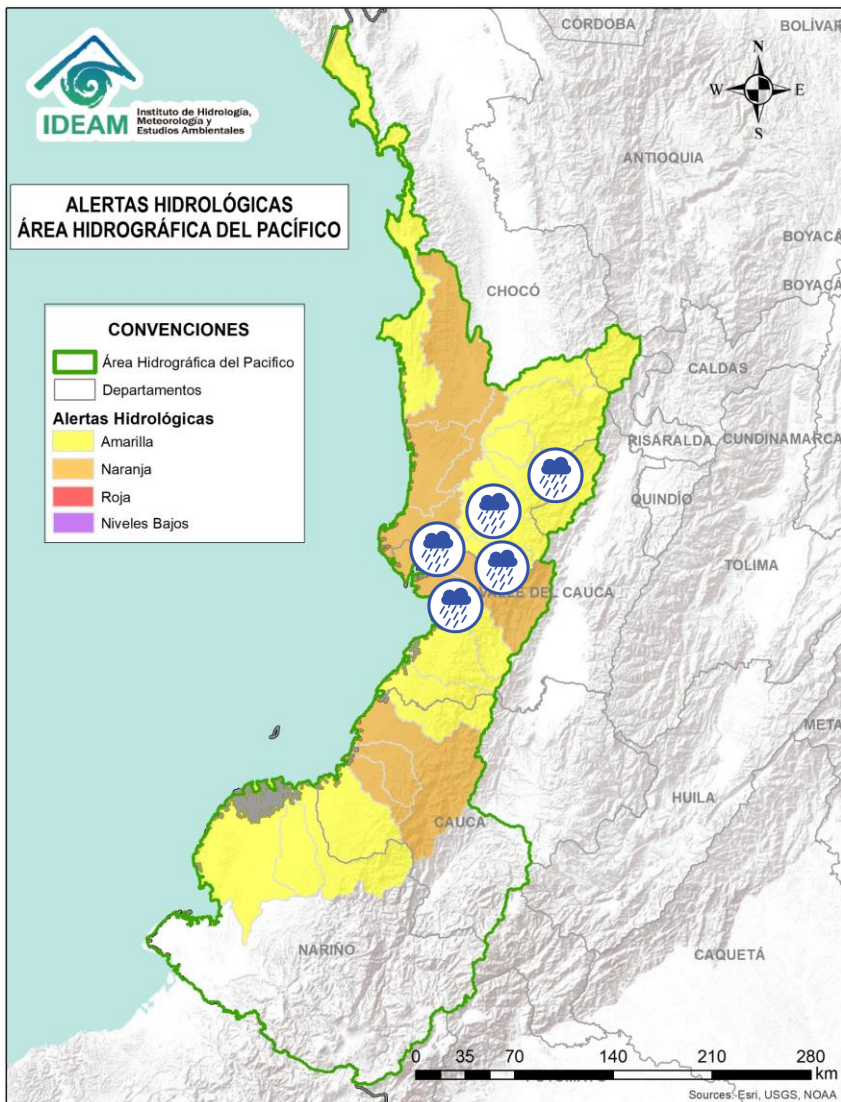 IDEAM
Instituto de Hidrología,
Meteorología y
Estudios Ambientales
ALERTAS HIDROLÓGICAS
ÁREA HIDROGRÁFICA DEL PACÍFICO
CONVENCIONES
Área Hidrográfica del Pacifico
Departamentos
Alertas Hidrológicas
Amarilla
Naranja
Roja
Niveles Bajos
N
W E
S
CÓRDOBA
BOLÍVAR
ANTIOQUIA
BOYACÁ
BOYACÁ
CHOCÓ
CALDAS
RISARALDA
CUNDINAMARCA
QUINDÍO
TOLIMA
VALLE DEL CAUCA
META
HUILA
CAUCA
NARIÑO
CAQUETÁ
0 35 70 140 210 280
km
Sources: Esri, USGS, NOAA